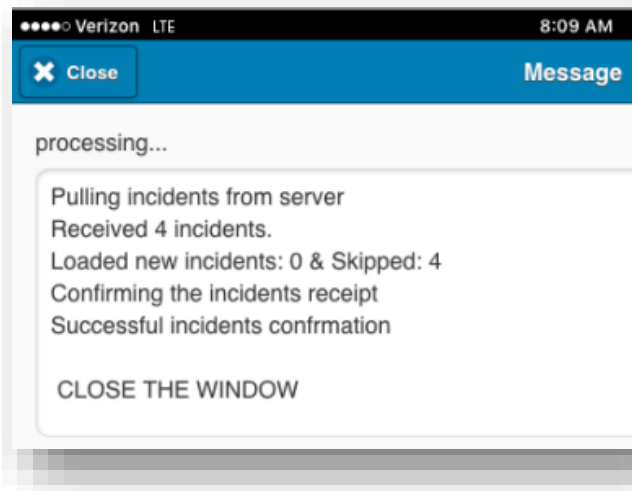 Verizon LTE 8:09 AM
Close Message
processing...
Pulling incidents from server
Received 4 incidents.
Loaded new incidents: 0 & Skipped: 4
Confirming the incidents receipt
Successful incidents confrmation
CLOSE THE WINDOW